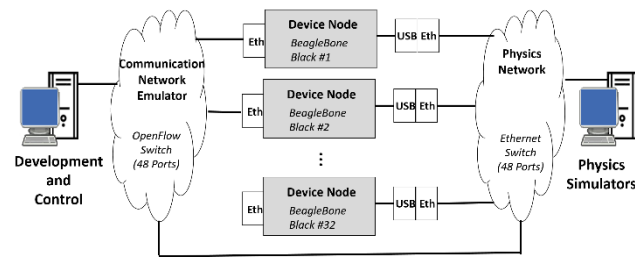 Development
and
Control
Communication
Network
Emulator
OpenFlow
Switch
(48 Ports)
Eth
Device Node
BeagleBone
Black #1
USB Eth
Eth
Device Node
BeagleBone
Black #2
USB Eth
...
Eth
Device Node
BeagleBone
Black #32
USB Eth
Physics
Network
Ethernet
Switch
(48 Ports)
Physics
Simulators